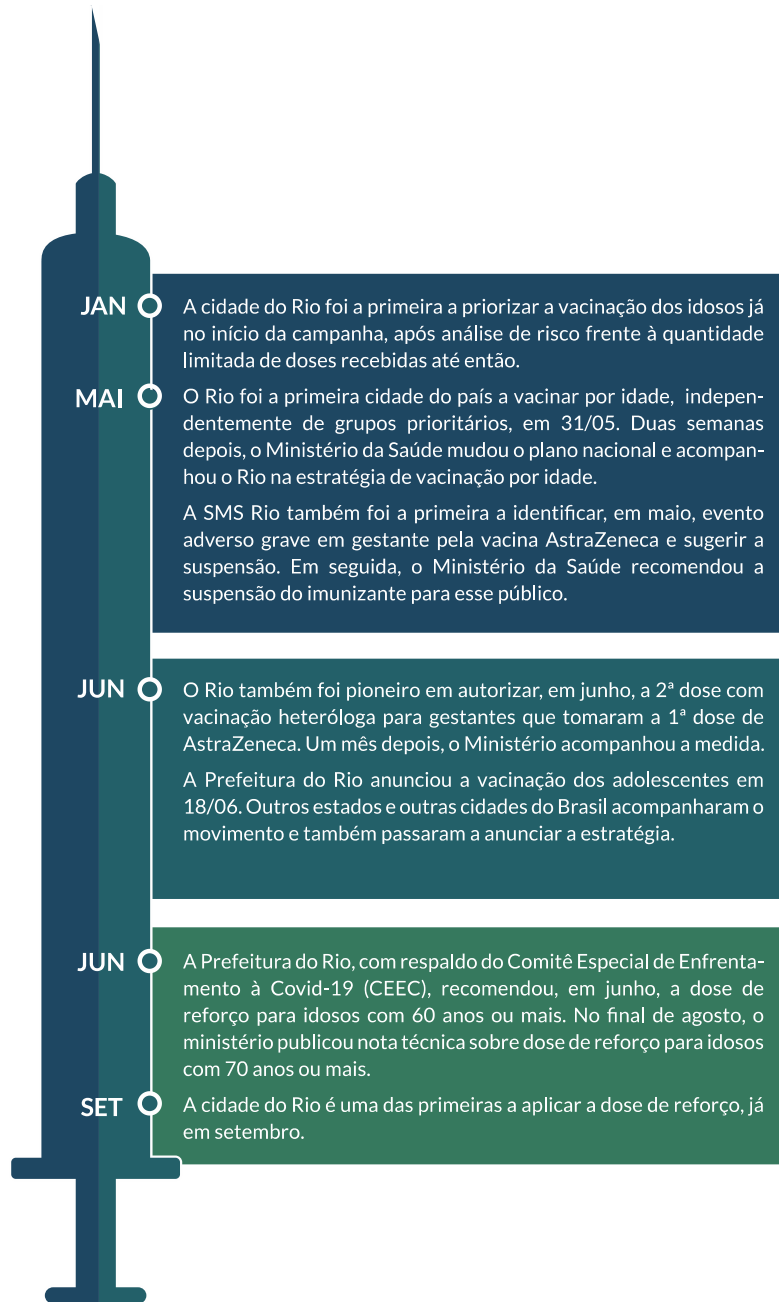 JAN
A cidade do Rio foi a primeira a priorizar a vacinação dos idosos já
no início da campanha, após análise de risco frente à quantidade
limitada de doses recebidas até então.
MAI
O Rio foi a primeira cidade do país a vacinar por idade, indepen-
dentemente de grupos prioritários, em 31/05. Duas semanas
depois, o Ministério da Saúde mudou o plano nacional e acompan-
hou o Rio na estratégia de vacinação por idade.
A SMS Rio também foi a primeira a identificar, em maio, evento
adverso grave em gestante pela vacina AstraZeneca e sugerir a
suspensão. Em seguida, o Ministério da Saúde recomendou a
suspensão do imunizante para esse público.
JUN
O Rio também foi pioneiro em autorizar, em junho, a 2ª dose com
vacinação heteróloga para gestantes que tomaram a 1ª dose de
AstraZeneca. Um mês depois, o Ministério acompanhou a medida.
A Prefeitura do Rio anunciou a vacinação dos adolescentes em
18/06. Outros estados e outras cidades do Brasil acompanharam o
movimento e também passaram a anunciar a estratégia.
JUN
A Prefeitura do Rio, com respaldo do Comitê Especial de Enfrenta-
mento à Covid-19 (CEEC), recomendou, em junho, a dose de
reforço para idosos com 60 anos ou mais. No final de agosto, o
ministério publicou nota técnica sobre dose de reforço para idosos
com 70 anos ou mais.
SET
A cidade do Rio é uma das primeiras a aplicar a dose de reforço, já
em setembro.